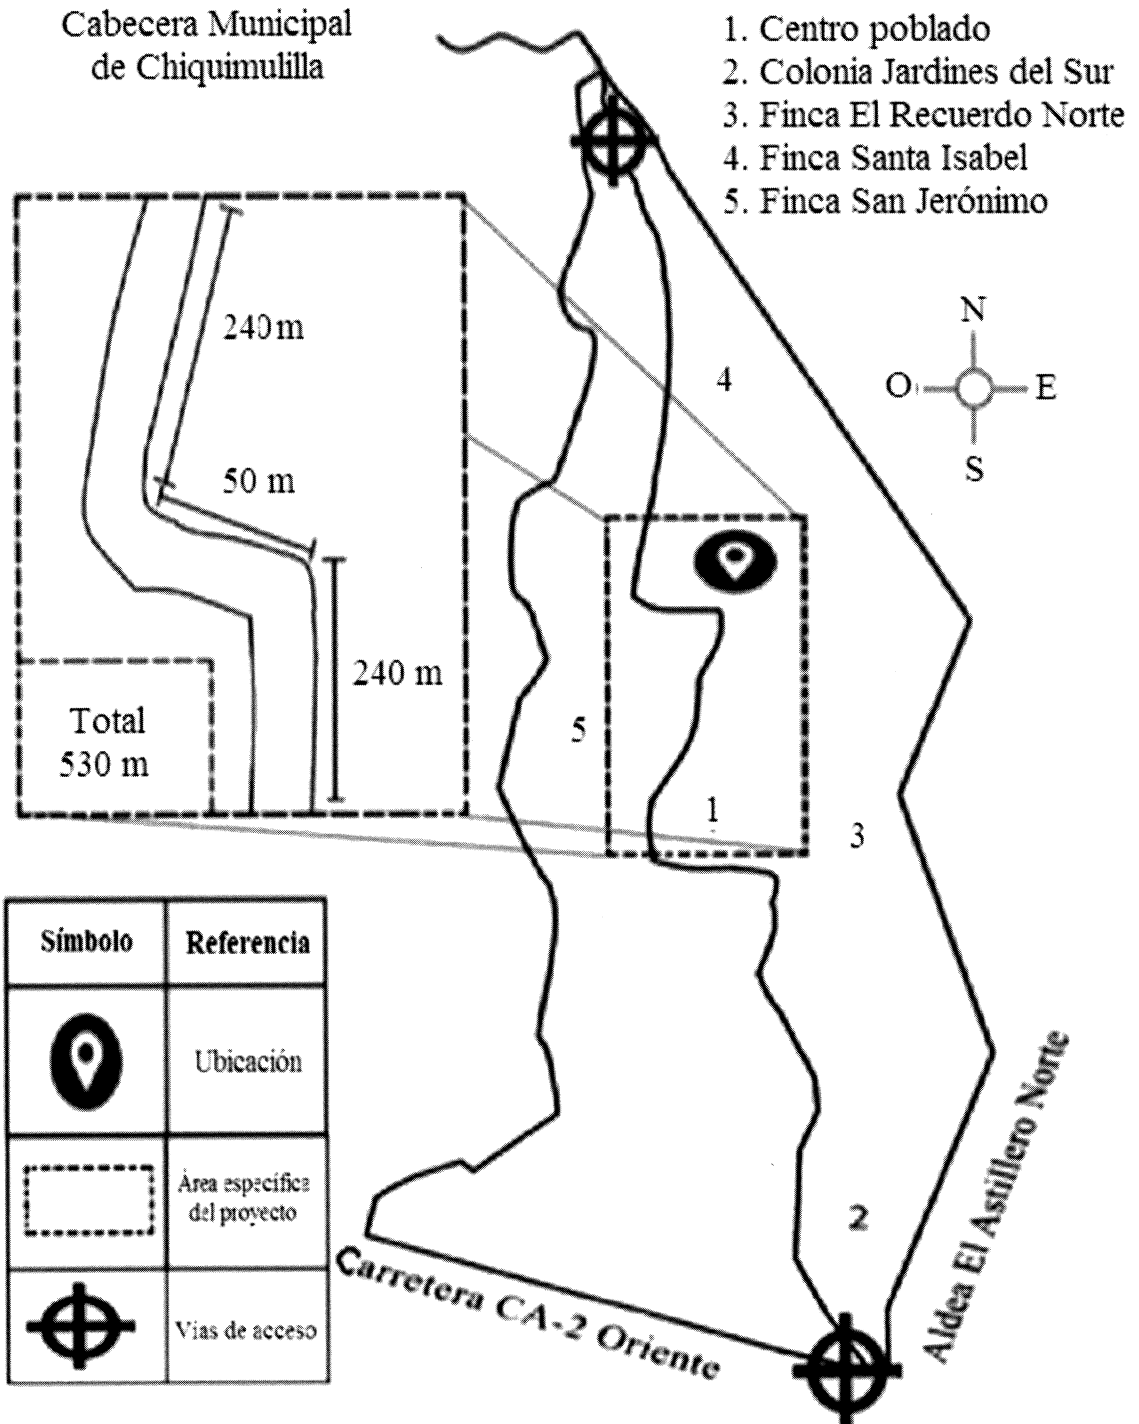 Cabecera Municipal
de Chiquimulilla
1. Centro poblado
2. Colonia Jardines del Sur
3. Finca El Recuerdo Norte
4. Finca Santa Isabel
5. Finca San Jerónimo
N
O
E
S
240 m
50 m
240 m
Total
530 m
4
5
1
3
2
Símbolo
Referencia
Ubicación
Área específica
del proyecto
Vías de acceso
Carretera CA-2 Oriente
Aldea El Astillero Norte